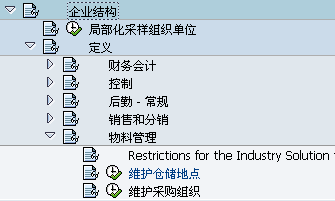 企业结构
局部化采样组织单位
定义
财务会计
控制
后勤 - 常规
销售和分销
物料管理
Restrictions for the Industry Solution
维护仓储地点
维护采购组织